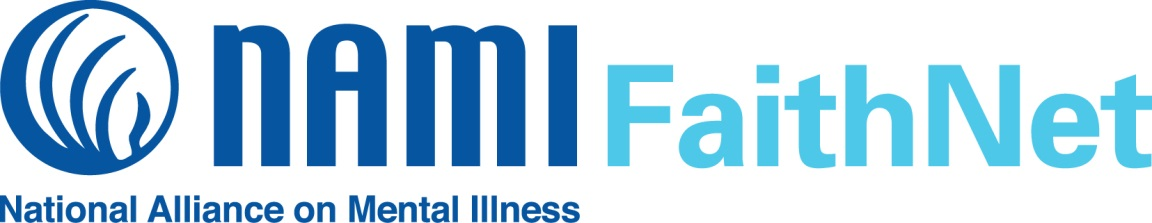 NAMI FaithNet
National Alliance on Mental Illness